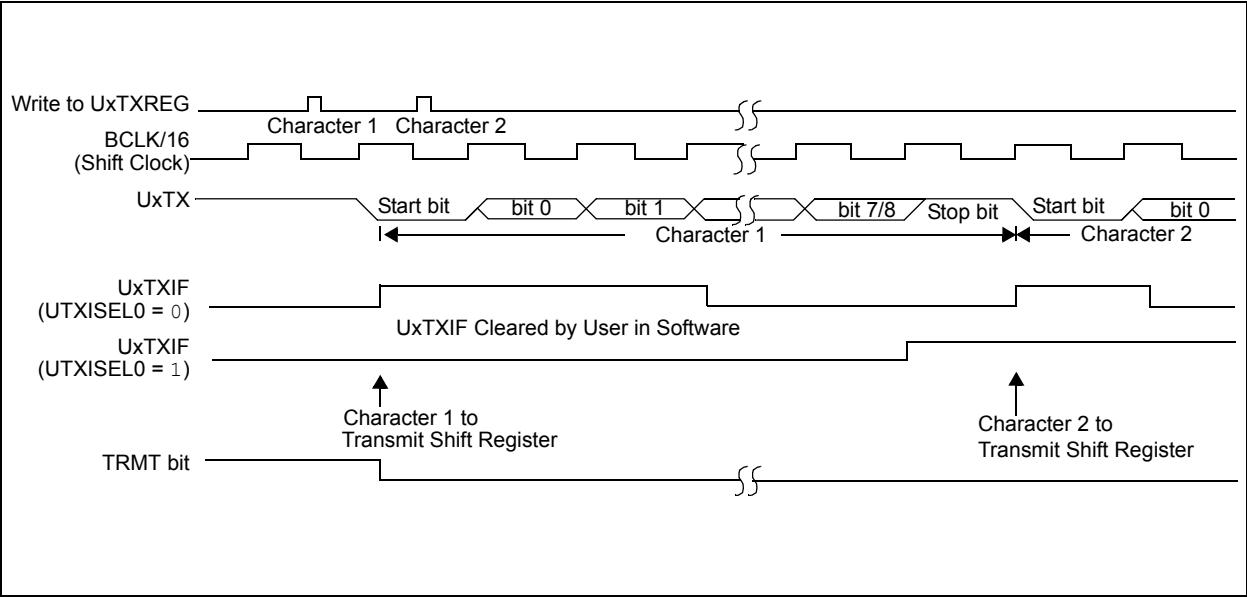 Write to UxTXREG
Character 1 Character 2
BCLK/16
(Shift Clock)
UxTX
Start bit bit 0 bit 1 bit 7/8 Stop bit Start bit bit 0
Character 1 Character 2
UxTXIF
(UTXISEL0 = 0)
UxTXIF Cleared by User in Software
UxTXIF
(UTXISEL0 = 1)
Character 1 to
Transmit Shift Register
Character 2 to
Transmit Shift Register
TRMT bit